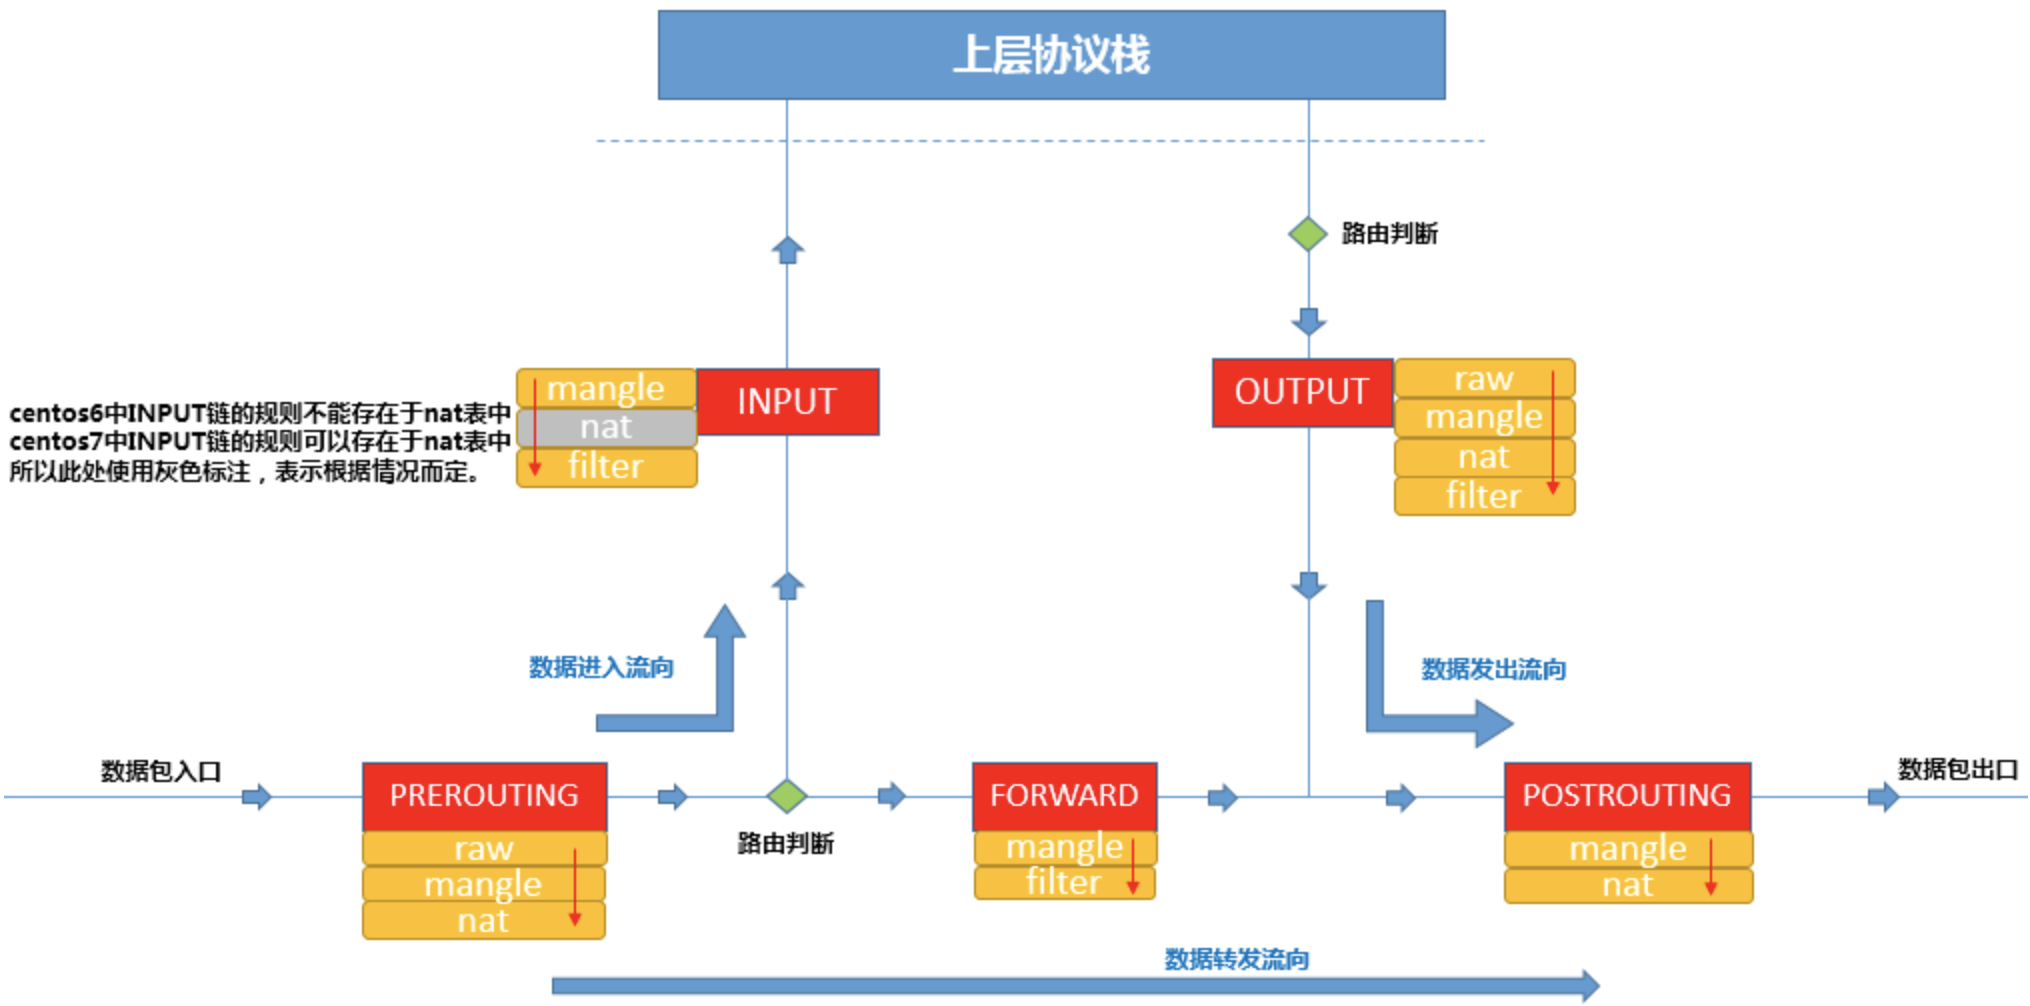 上层协议栈
路由判断
mangle
nat
filter
INPUT
OUTPUT
raw
mangle
nat
filter
centos6中INPUT链的规则不能存在于nat表中
centos7中INPUT链的规则可以存在于nat表中
所以此处使用灰色标注，表示根据情况而定。
数据进入流向
数据发出流向
数据包入口
PREROUTING
raw
mangle
nat
路由判断
FORWARD
mangle
filter
POSTROUTING
mangle
nat
数据包出口
数据转发流向